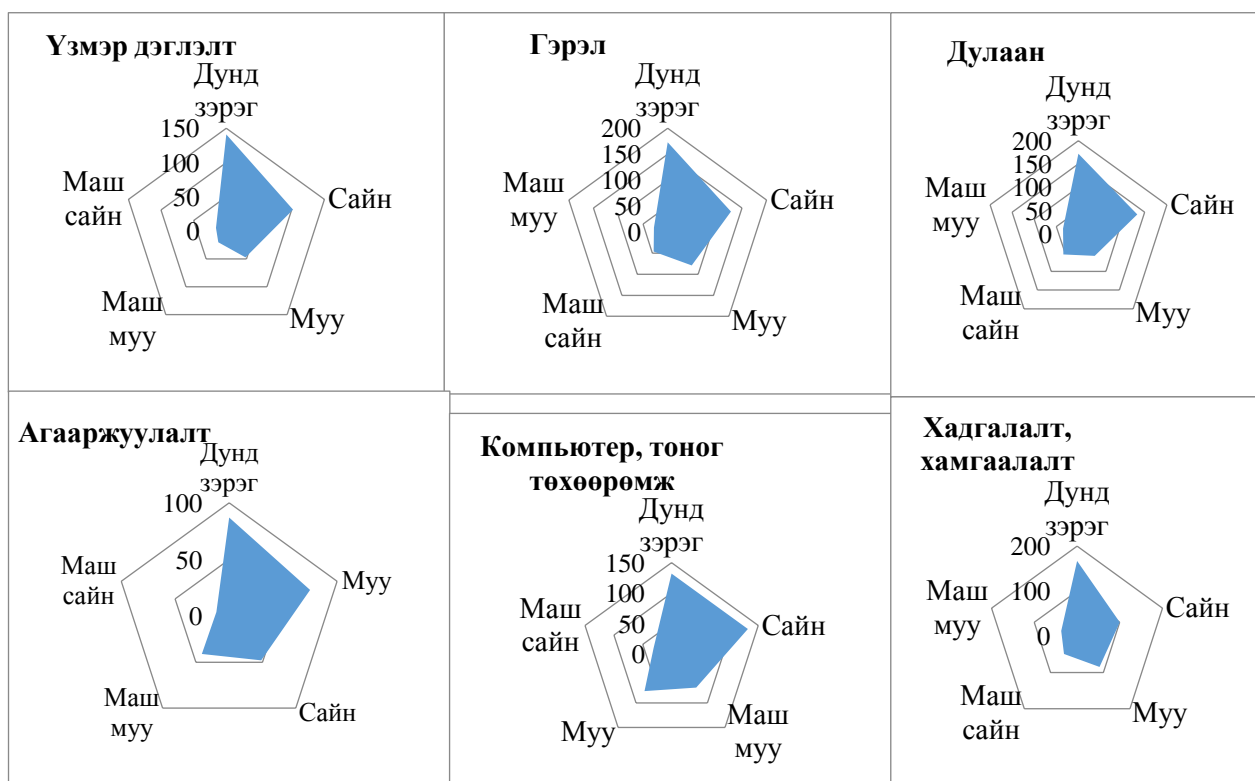 Үзмэр дэглэлт
Дунд
зэрэг
150
100
50
0
Маш
сайн
Сайн
Маш
муу
Муу
Гэрэл
Дунд
зэрэг
200
150
100
50
0
Маш
муу
Сайн
Маш
сайн
Муу
Дулаан
Дунд
зэрэг
200
150
100
50
0
Маш
муу
Сайн
Маш
сайн
Муу
Агааржуулалт
Дунд
зэрэг
100
50
0
Маш
сайн
Муу
Маш
муу
Сайн
Компьютер, тоног
төхөөрөмж
Дунд
зэрэг
150
100
50
0
Маш
сайн
Сайн
Муу
Маш
муу
Хадгалалт,
хамгаалалт
Дунд
зэрэг
200
100
0
Маш
муу
Сайн
Маш
сайн
Муу